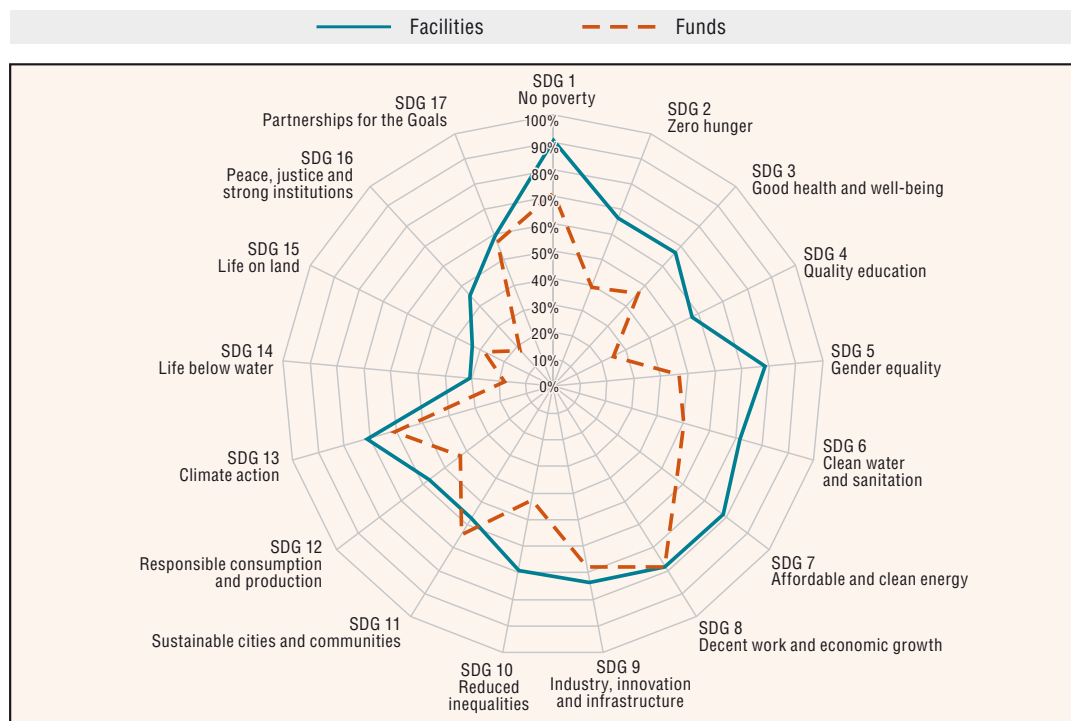 Facilities
Funds
SDG 1
No poverty
SDG 2
Zero hunger
SDG 3
Good health and well-being
SDG 4
Quality education
SDG 5
Gender equality
SDG 6
Clean water
and sanitation
SDG 7
Affordable and clean energy
SDG 8
Decent work and economic growth
SDG 9
Industry, innovation
and infrastructure
SDG 10
Reduced
inequalities
SDG 11
Sustainable cities and communities
SDG 12
Responsible consumption
and production
SDG 13
Climate action
SDG 14
Life below water
SDG 15
Life on land
SDG 16
Peace, justice and
strong institutions
SDG 17
Partnerships for the Goals
100%
90%
80%
70%
60%
50%
40%
30%
20%
10%
0%